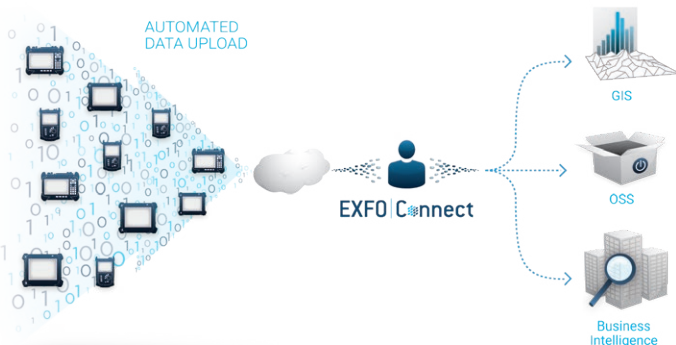 AUTOMATED
DATA UPLOAD
EXFO|Connect
GIS
OSS
Business
Intelligence